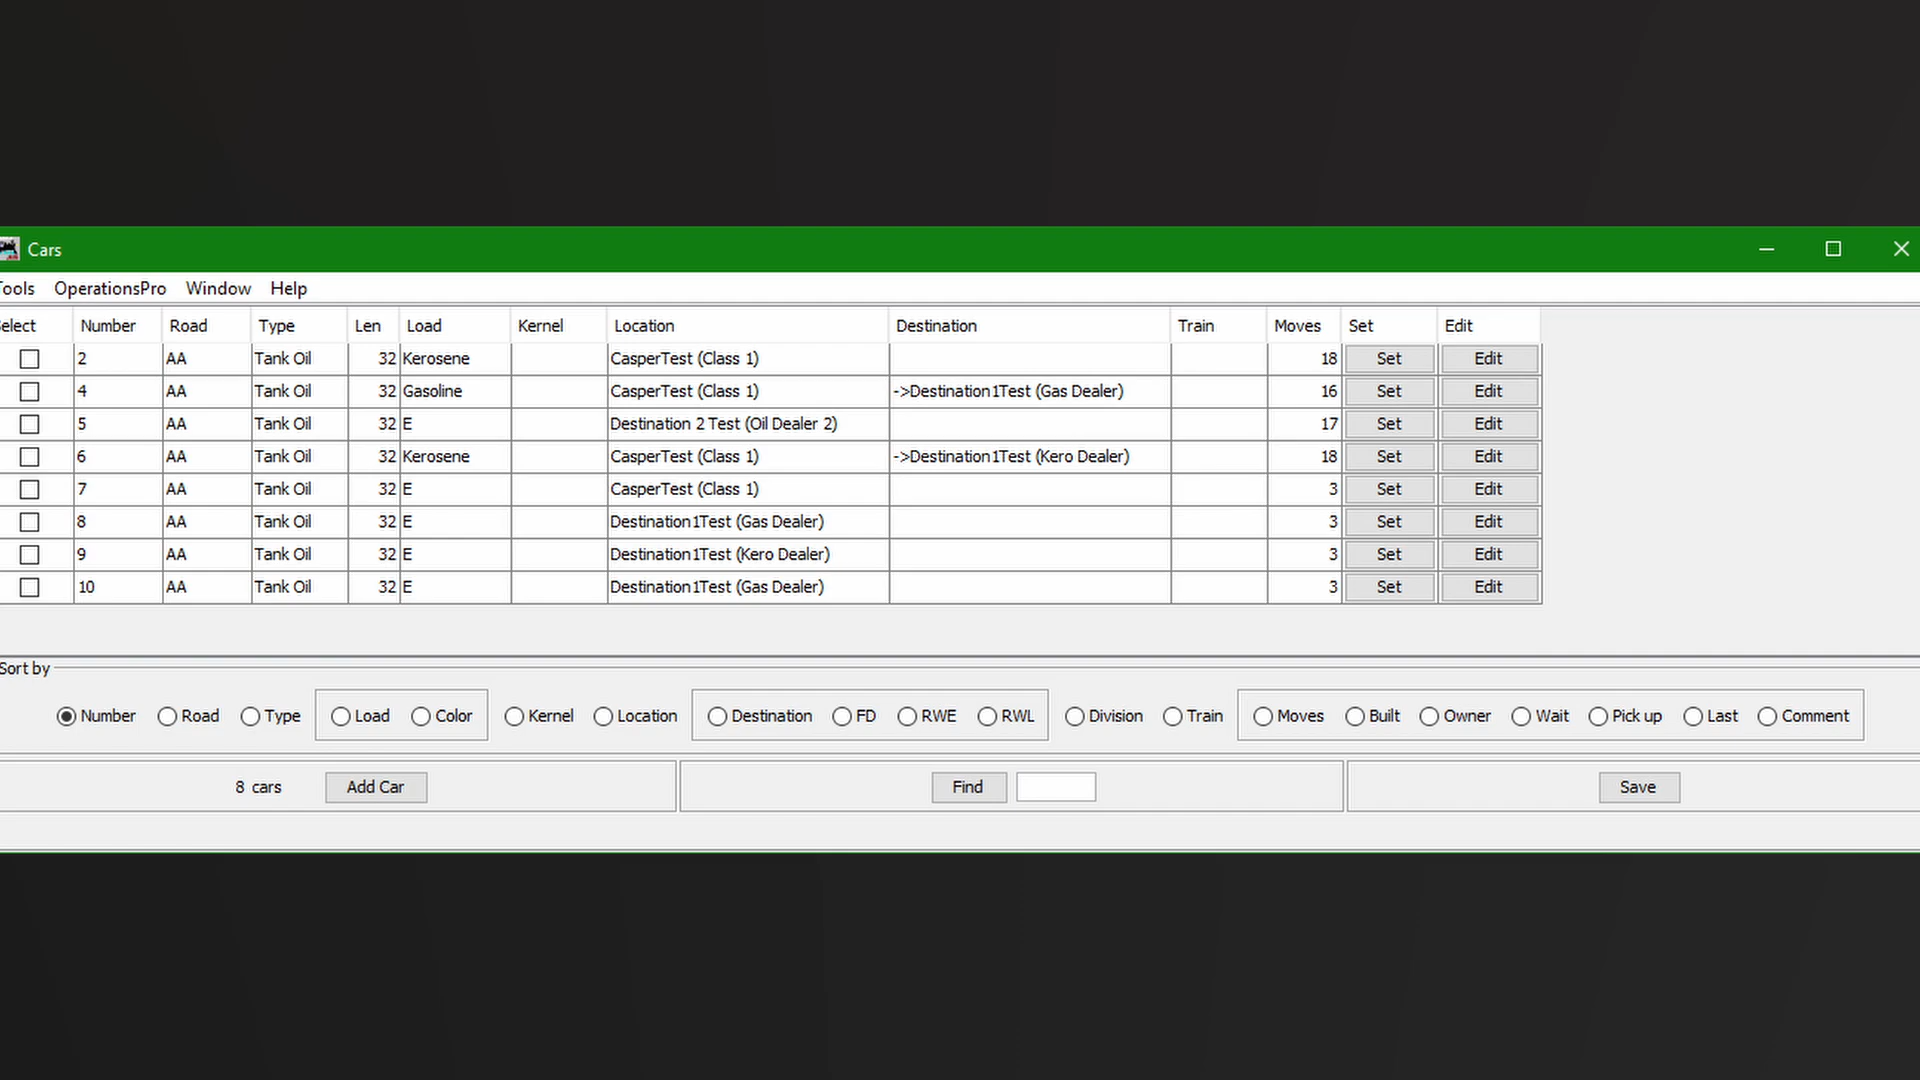 Cars
Tools OperationsPro Window Help
Select Number Road Type Len Load Kernel Location Destination Train Moves Set Edit
2 AA Tank Oil 32 Kerosene CasperTest (Class 1) 18 Set Edit
4 AA Tank Oil 32 Gasoline CasperTest (Class 1) ->Destination1Test (Gas Dealer) 16 Set Edit
5 AA Tank Oil 32 E Destination 2 Test (Oil Dealer 2) 17 Set Edit
6 AA Tank Oil 32 Kerosene CasperTest (Class 1) ->Destination1Test (Kero Dealer) 18 Set Edit
7 AA Tank Oil 32 E CasperTest (Class 1) 3 Set Edit
8 AA Tank Oil 32 E Destination1Test (Gas Dealer) 3 Set Edit
9 AA Tank Oil 32 E Destination1Test (Kero Dealer) 3 Set Edit
10 AA Tank Oil 32 E Destination1Test (Gas Dealer) 3 Set Edit
Sort by
Number Road Type Load Color Kernel Location Destination FD RWE RWL Division Train Moves Built Owner Wait Pick up Last Comment
8 cars Add Car Find Save